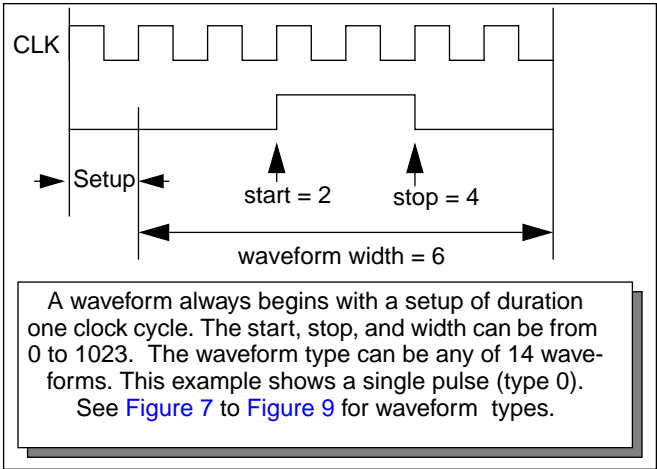 CLK
Setup
start = 2
stop = 4
waveform width = 6
A waveform always begins with a setup of duration
one clock cycle. The start, stop, and width can be from
0 to 1023.  The waveform type can be any of 14 wave-
forms. This example shows a single pulse (type 0).
See Figure 7 to Figure 9 for waveform  types.